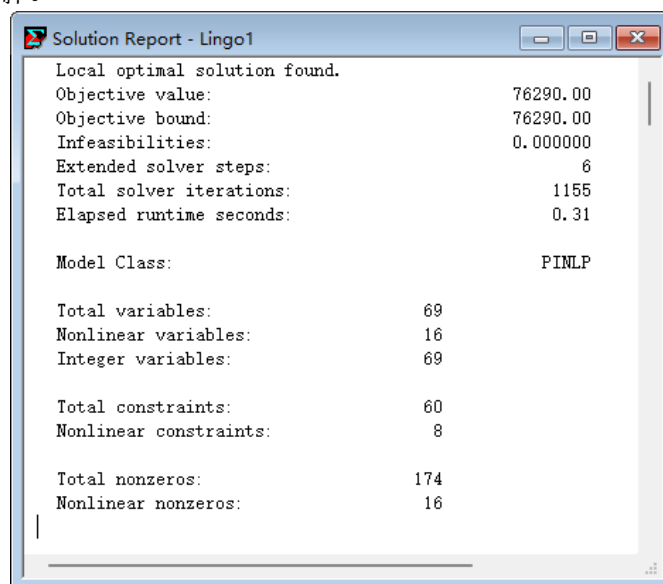 Solution Report - Lingo1
Local optimal solution found.
Objective value: 76290.00
Objective bound: 76290.00
Infeasibilities: 0.000000
Extended solver steps: 6
Total solver iterations: 1155
Elapsed runtime seconds: 0.31
Model Class: PINLP
Total variables: 69
Nonlinear variables: 16
Integer variables: 69
Total constraints: 60
Nonlinear constraints: 8
Total nonzeros: 174
Nonlinear nonzeros: 16